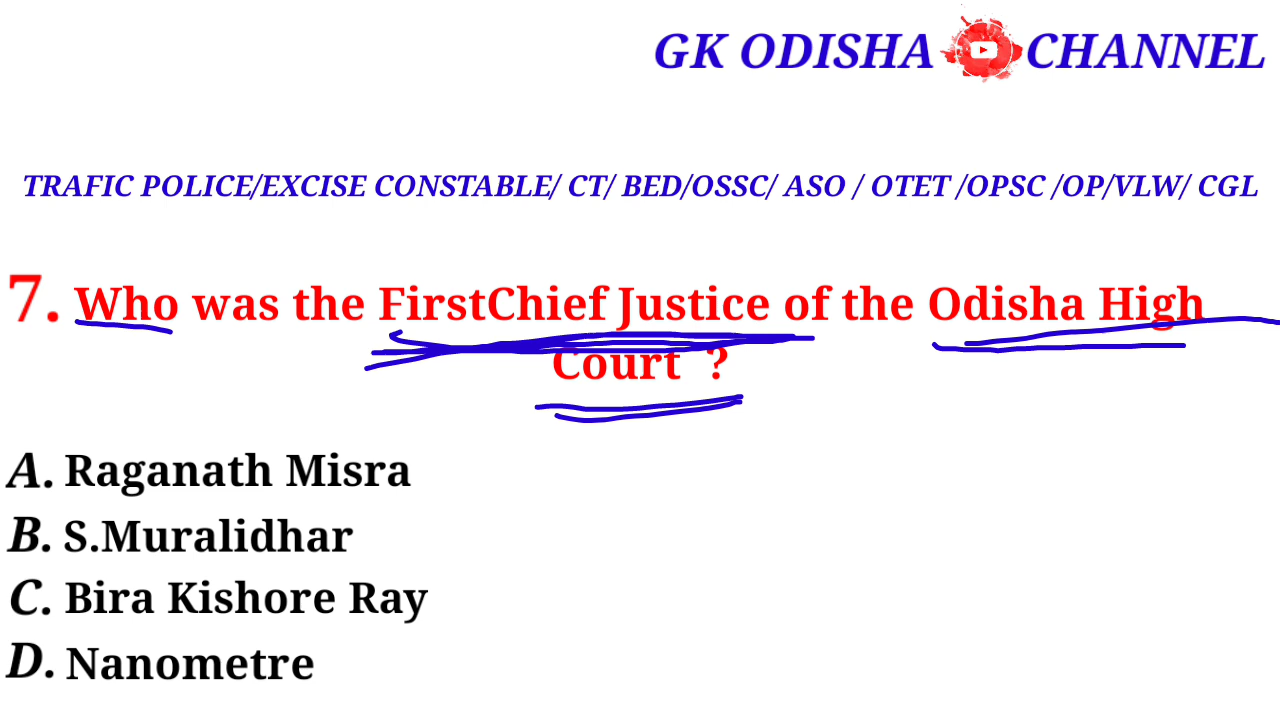 GK ODISHA CHANNEL
TRAFIC POLICE/EXCISE CONSTABLE/ CT/ BED/OSSC/ ASO / OTET /OPSC /OP/VLW/ CGL
7. Who was the FirstChief Justice of the Odisha High
Court ?
A. Raganath Misra
B. S.Muralidhar
C. Bira Kishore Ray
D. Nanometre